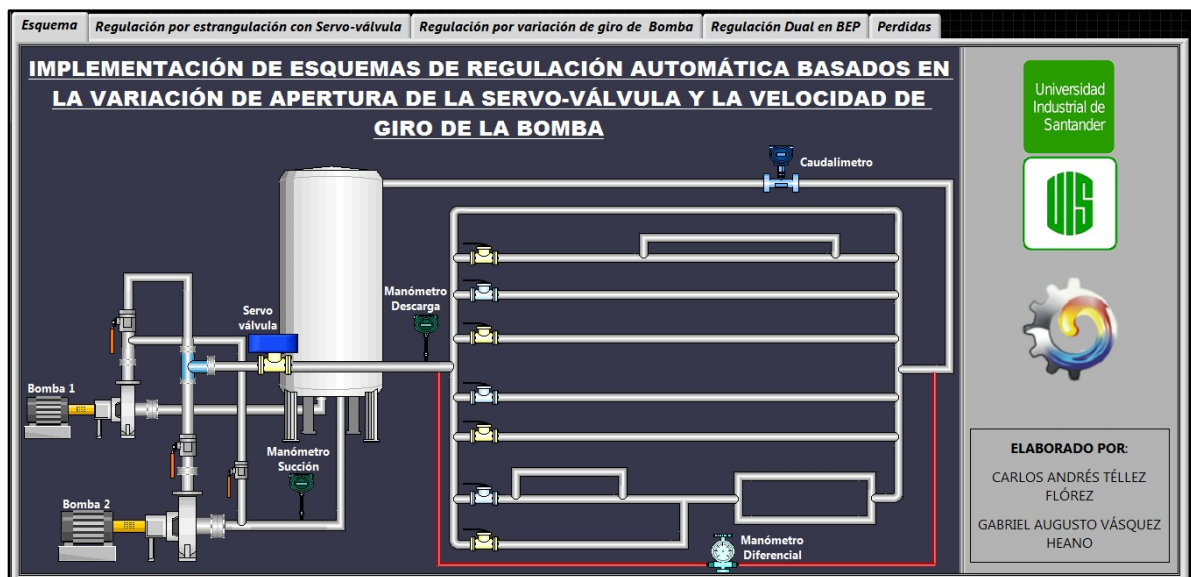 Esquema
Regulación por estrangulación con Servo-válvula
Regulación por variación de giro de Bomba
Regulación Dual en BEP
Perdidas
IMPLEMENTACIÓN DE ESQUEMAS DE REGULACIÓN AUTOMÁTICA BASADOS EN
LA VARIACIÓN DE APERTURA DE LA SERVO-VÁLVULA Y LA VELOCIDAD DE
GIRO DE LA BOMBA
Universidad
Industrial de
Santander
UIS
Caudalimetro
Manómetro
Descarga
Servo
válvula
Bomba 1
Manómetro
Succión
Bomba 2
Manómetro
Diferencial
ELABORADO POR:
CARLOS ANDRÉS TÉLLEZ
FLÓREZ
GABRIEL AUGUSTO VÁSQUEZ
HEANO